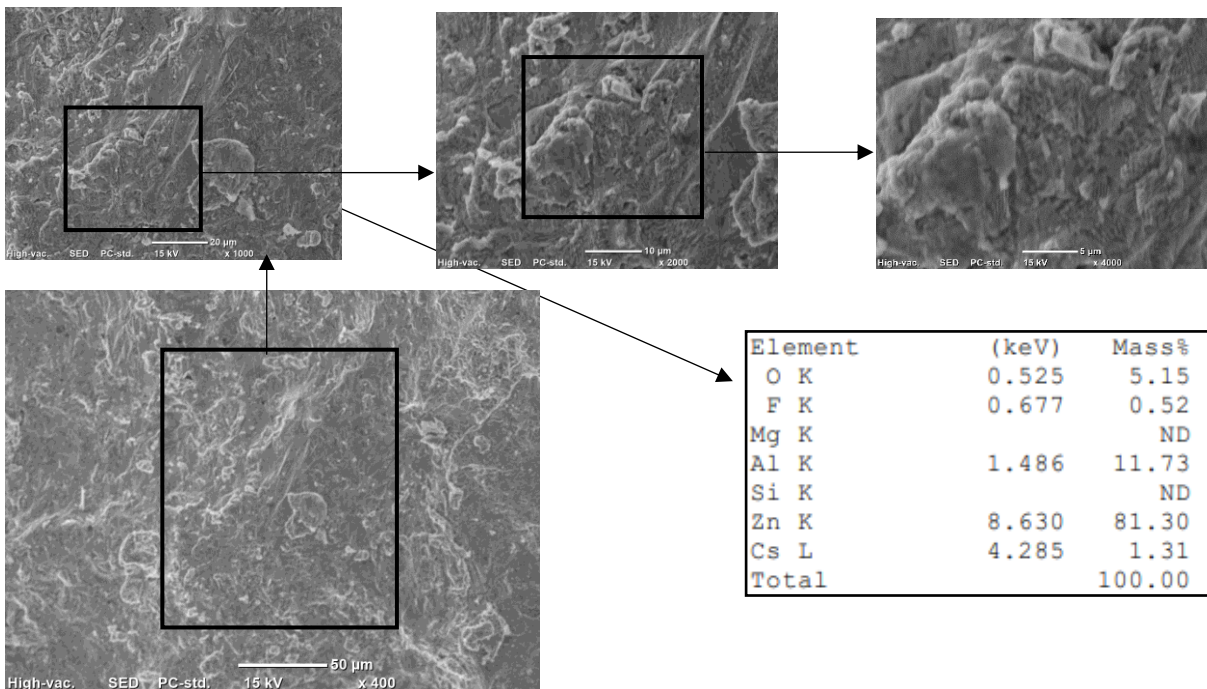 20 µm
High-vac. SED PC-std. 15 kV x 1000
10 µm
High-vac. SED PC-std. 15 kV x 2000
5 µm
High-vac. SED PC-std. 15 kV x 4000
50 µm
High-vac. SED PC-std. 15 kV x 400
Element (keV) Mass%
O K 0.525 5.15
F K 0.677 0.52
Mg K ND
Al K 1.486 11.73
Si K ND
Zn K 8.630 81.30
Cs L 4.285 1.31
Total 100.00